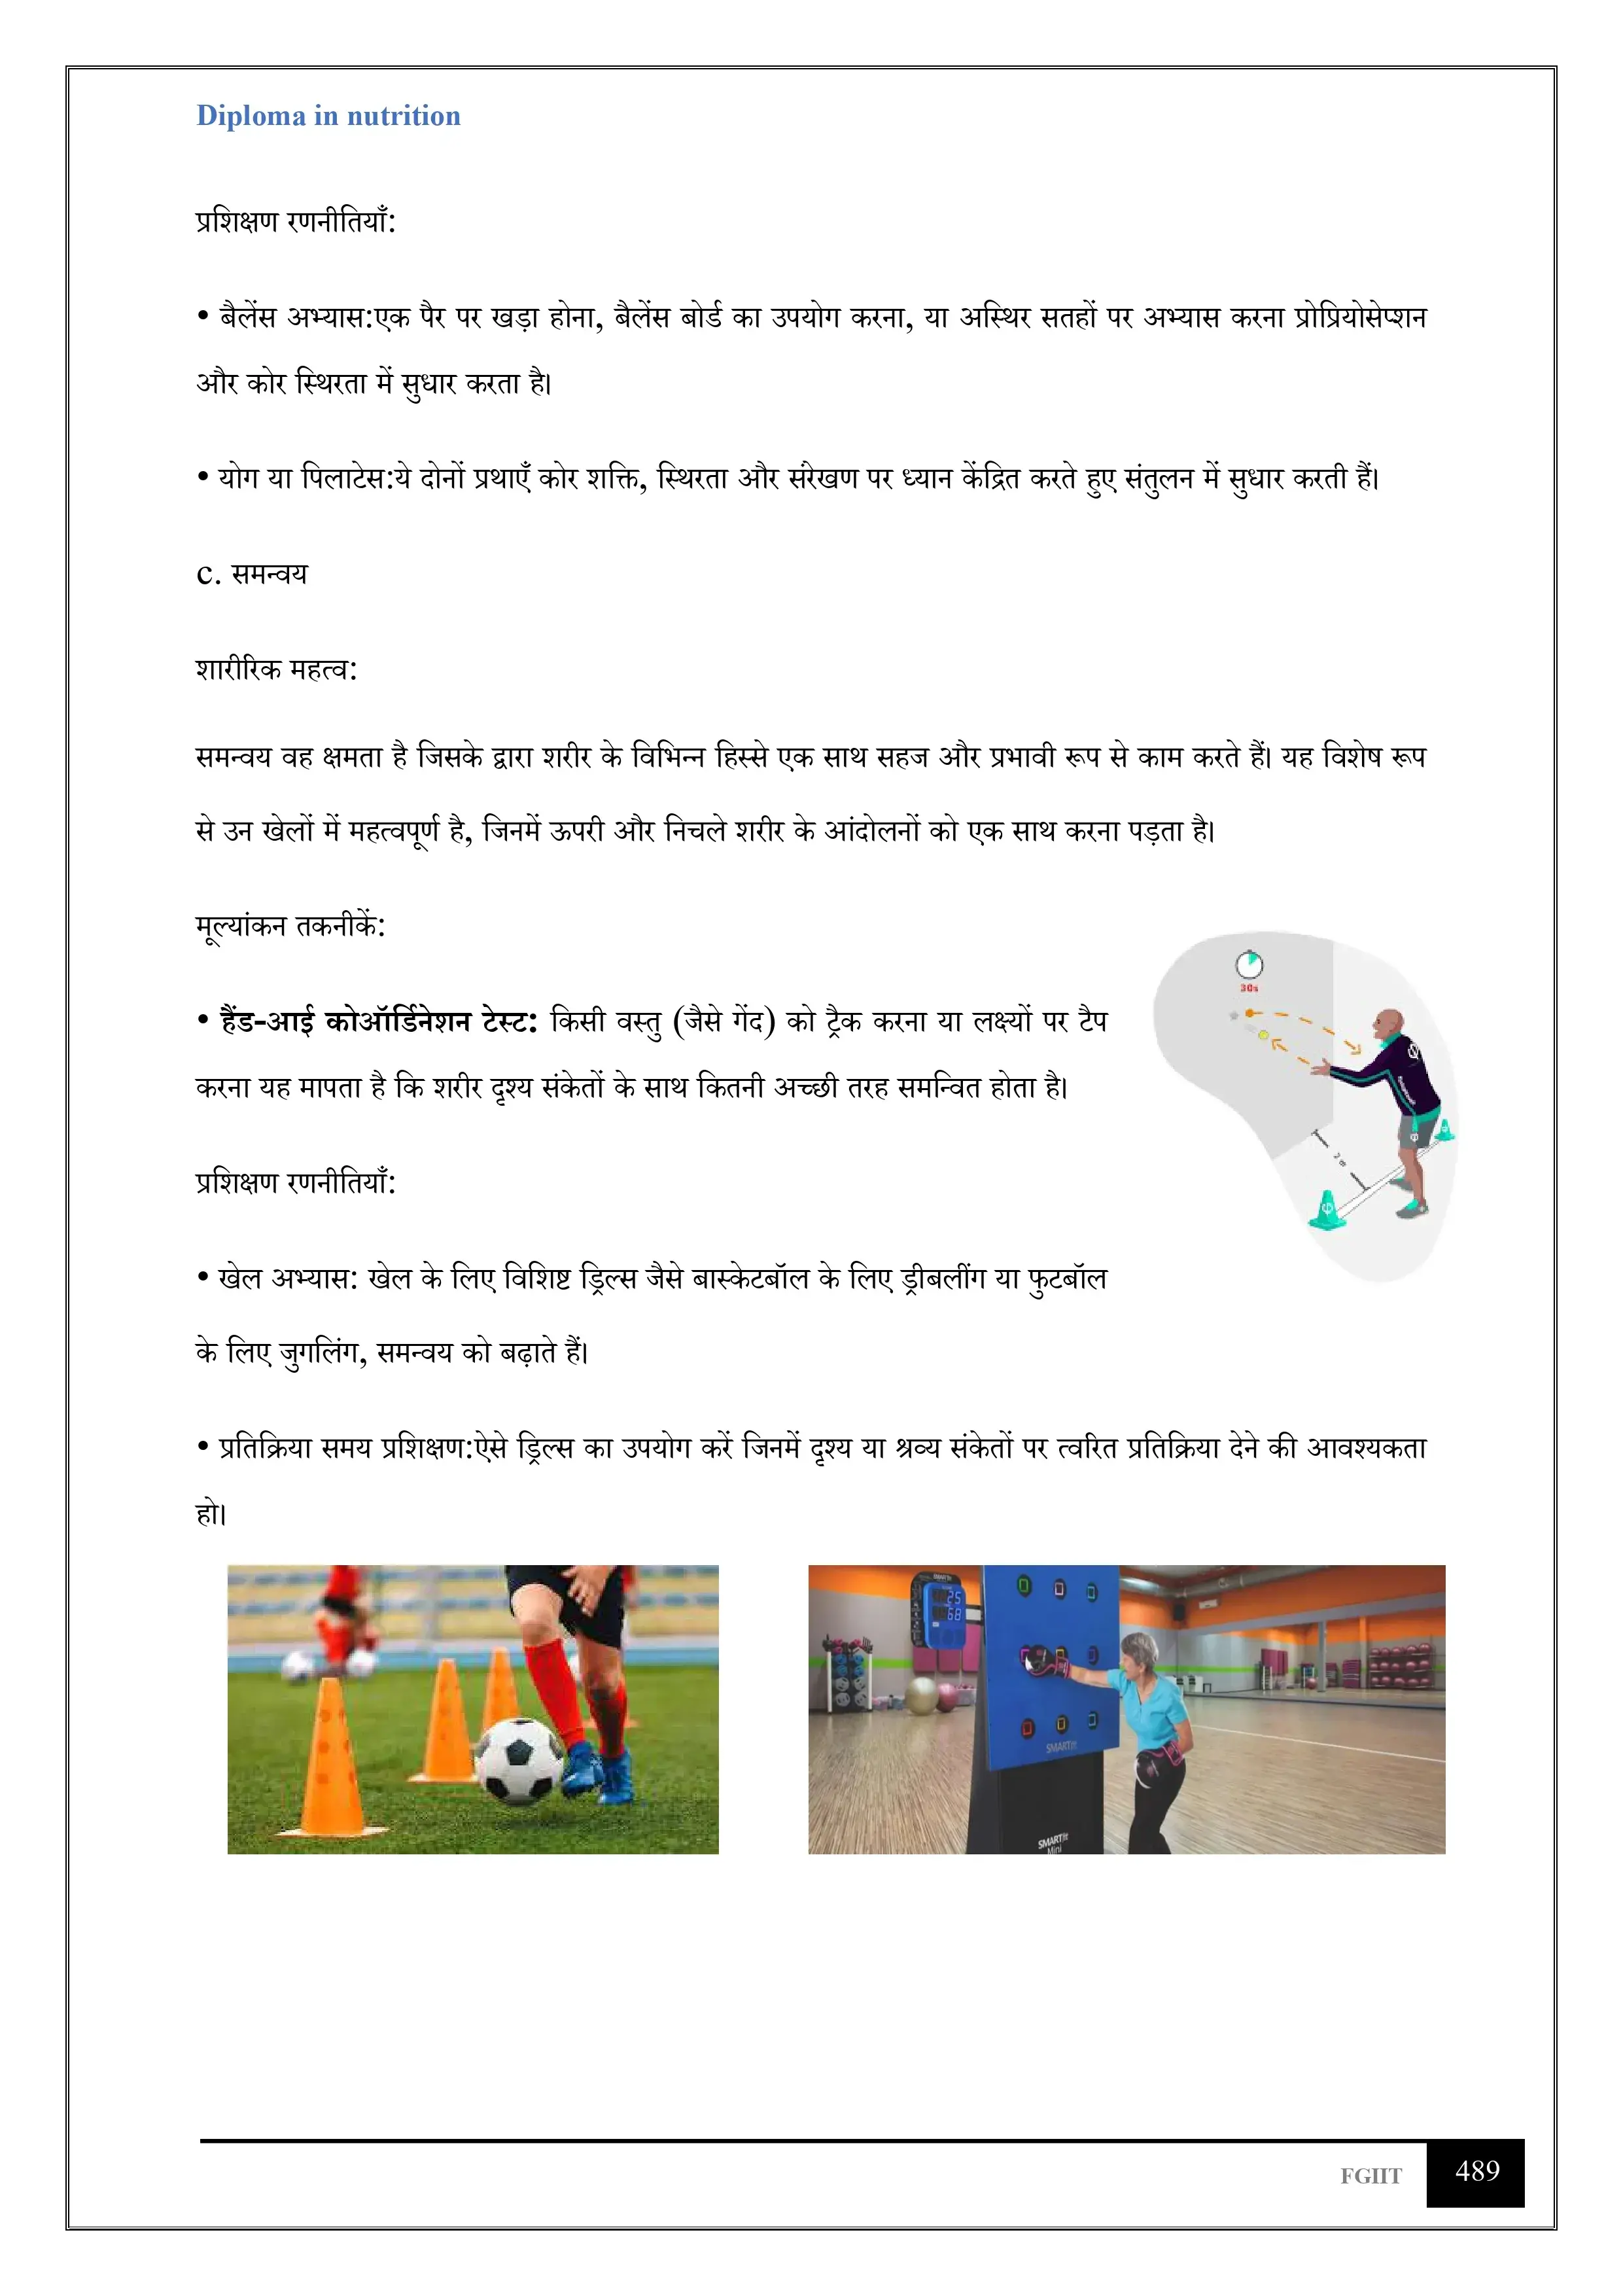 Diploma in nutrition
प्रशिक्षण रणनीतियाँ:
• बैलेंस अभ्यास:एक पैर पर खड़ा होना, बैलेंस बोर्ड का उपयोग करना, या अस्थिर सतहों पर अभ्यास करना प्रोप्रियोसेप्शन
और कोर स्थिरता में सुधार करता है।
• योग या पिलाटेस:ये दोनों प्रथाएँ कोर शक्ति, स्थिरता और संरेखण पर ध्यान केंद्रित करते हुए संतुलन में सुधार करती हैं।
c. समन्वय
शारीरिक महत्व:
समन्वय वह क्षमता है जिसके द्वारा शरीर के विभिन्न हिस्से एक साथ सहज और प्रभावी रूप से काम करते हैं। यह विशेष रूप
से उन खेलों में महत्वपूर्ण है, जिनमें ऊपरी और निचले शरीर के आंदोलनों को एक साथ करना पड़ता है।
मूल्यांकन तकनीकें:
• हैंड-आई कोऑर्डिनेशन टेस्ट: किसी वस्तु (जैसे गेंद) को ट्रैक करना या लक्ष्यों पर टैप
करना यह मापता है कि शरीर दृश्य संकेतों के साथ कितनी अच्छी तरह समन्वित होता है।
30s
2 m
प्रशिक्षण रणनीतियाँ:
• खेल अभ्यास: खेल के लिए विशिष्ट ड्रिल्स जैसे बास्केटबॉल के लिए ड्रीबलींग या फुटबॉल
के लिए जुगलिंग, समन्वय को बढ़ाते हैं।
• प्रतिक्रिया समय प्रशिक्षण:ऐसे ड्रिल्स का उपयोग करें जिनमें दृश्य या श्रव्य संकेतों पर त्वरित प्रतिक्रिया देने की आवश्यकता
हो।
SMARTfit
25
68
SMARTfit
SMARTfit
Mini
FGIIT
489